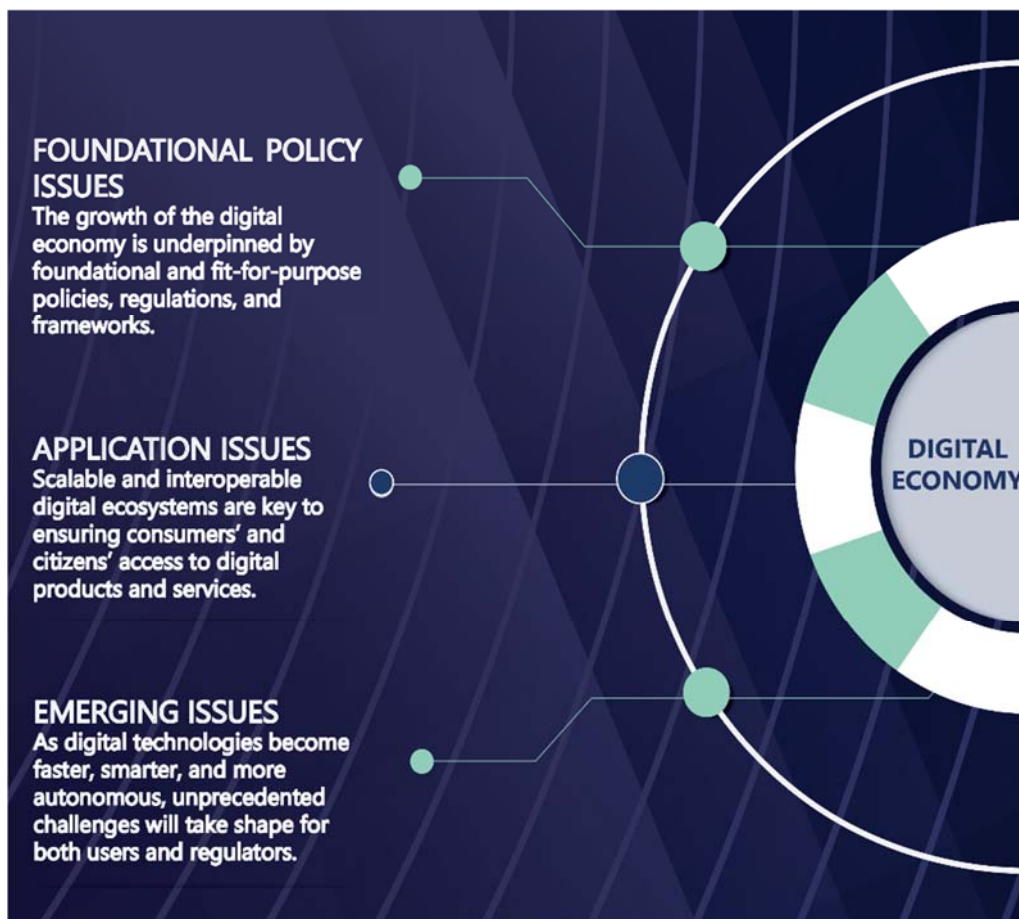 FOUNDATIONAL POLICY
ISSUES
The growth of the digital
economy is underpinned by
foundational and fit-for-purpose
policies, regulations, and
frameworks.
APPLICATION ISSUES
Scalable and interoperable
digital ecosystems are key to
ensuring consumers’ and
citizens’ access to digital
products and services.
EMERGING ISSUES
As digital technologies become
faster, smarter, and more
autonomous, unprecedented
challenges will take shape for
both users and regulators.
DIGITAL
ECONOMY